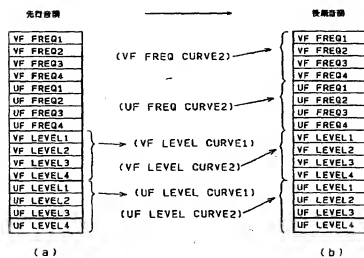 先行音韻
後続音韻
VF FREQ1
VF FREQ2
VF FREQ3
VF FREQ4
UF FREQ1
UF FREQ2
UF FREQ3
UF FREQ4
VF LEVEL1
VF LEVEL2
VF LEVEL3
VF LEVEL4
UF LEVEL1
UF LEVEL2
UF LEVEL3
UF LEVEL4
(a)
(VF FREQ CURVE2)
(UF FREQ CURVE2)
(VF LEVEL CURVE1)
(VF LEVEL CURVE2)
(UF LEVEL CURVE1)
(UF LEVEL CURVE2)
VF FREQ1
VF FREQ2
VF FREQ3
VF FREQ4
UF FREQ1
UF FREQ2
UF FREQ3
UF FREQ4
VF LEVEL1
VF LEVEL2
VF LEVEL3
VF LEVEL4
UF LEVEL1
UF LEVEL2
UF LEVEL3
UF LEVEL4
(b)